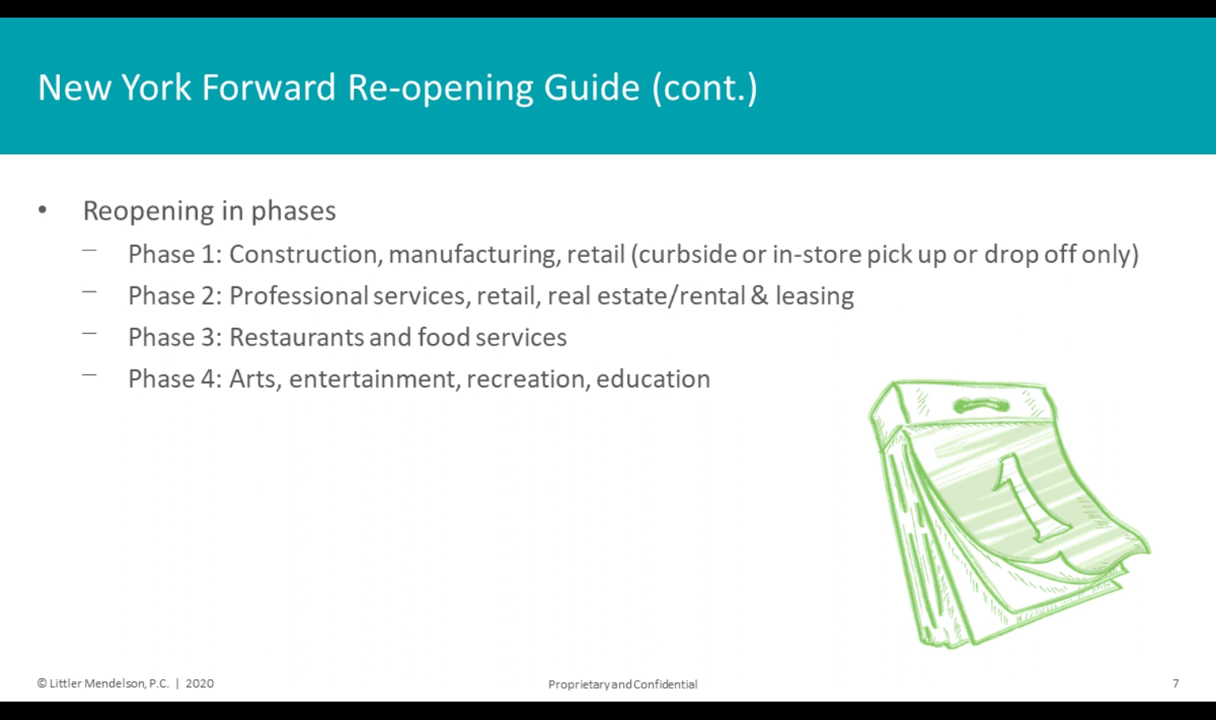 New York Forward Re-opening Guide (cont.)
• Reopening in phases
– Phase 1: Construction, manufacturing, retail (curbside or in-store pick up or drop off only)
– Phase 2: Professional services, retail, real estate/rental & leasing
– Phase 3: Restaurants and food services
– Phase 4: Arts, entertainment, recreation, education
1
© Littler Mendelson, P.C. | 2020
Proprietary and Confidential
7